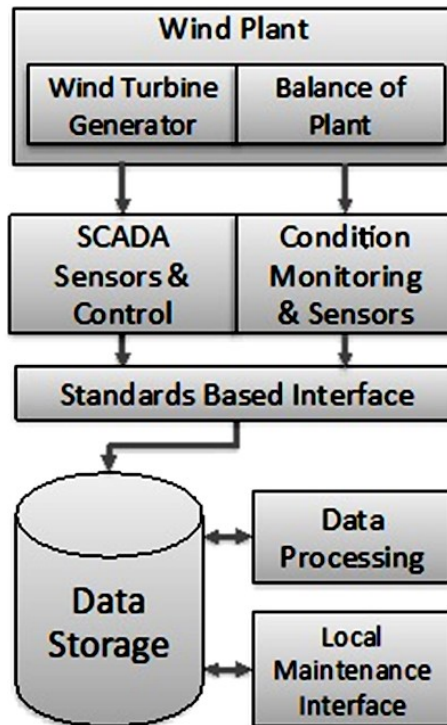 Wind Plant
Wind Turbine
Generator
Balance of
Plant
SCADA
Sensors &
Control
Condition
Monitoring
& Sensors
Standards Based Interface
Data
Storage
Data
Processing
Local
Maintenance
Interface